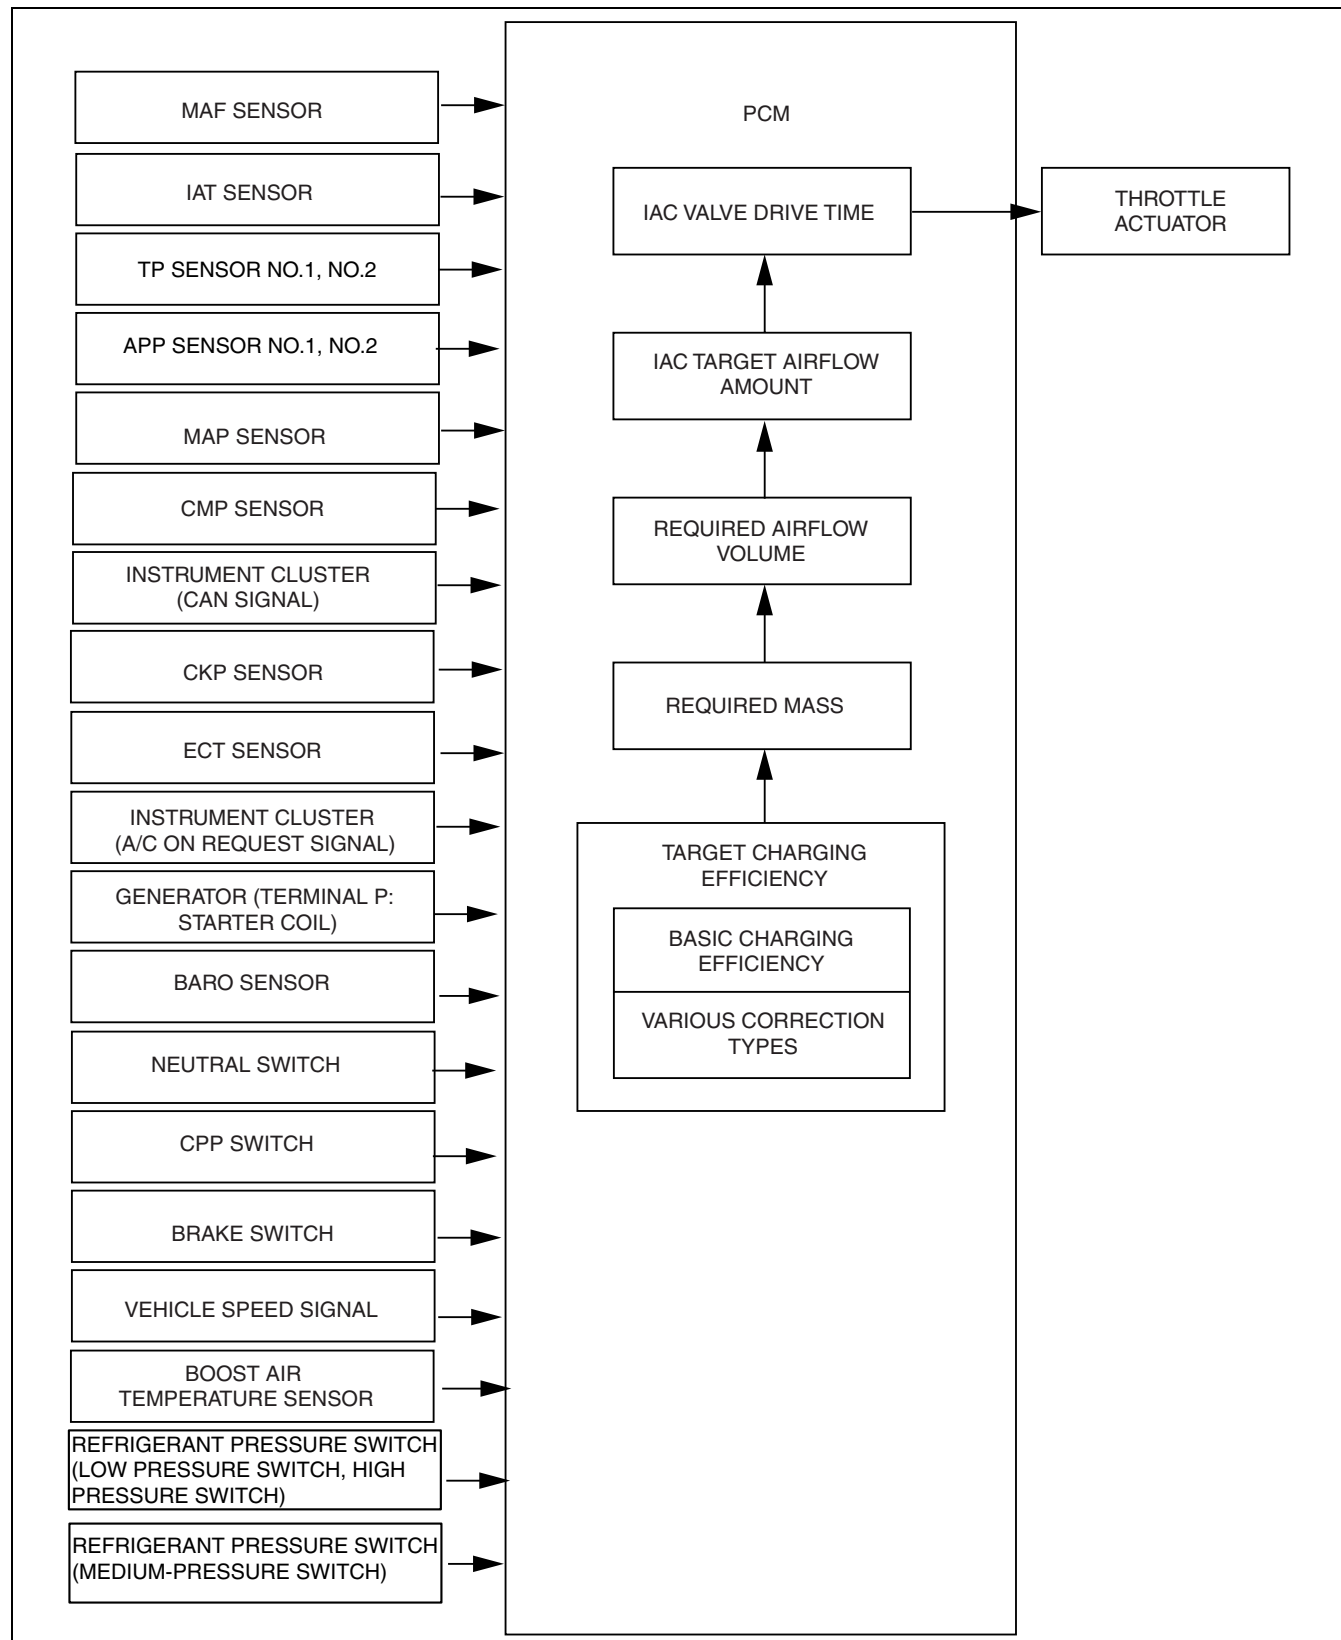 MAF SENSOR
IAT SENSOR
TP SENSOR NO.1, NO.2
APP SENSOR NO.1, NO.2
MAP SENSOR
CMP SENSOR
INSTRUMENT CLUSTER
(CAN SIGNAL)
CKP SENSOR
ECT SENSOR
INSTRUMENT CLUSTER
(A/C ON REQUEST SIGNAL)
GENERATOR (TERMINAL P:
STARTER COIL)
BARO SENSOR
NEUTRAL SWITCH
CPP SWITCH
BRAKE SWITCH
VEHICLE SPEED SIGNAL
BOOST AIR
TEMPERATURE SENSOR
REFRIGERANT PRESSURE SWITCH
(LOW PRESSURE SWITCH, HIGH
PRESSURE SWITCH)
REFRIGERANT PRESSURE SWITCH
(MEDIUM-PRESSURE SWITCH)
PCM
IAC VALVE DRIVE TIME
IAC TARGET AIRFLOW
AMOUNT
REQUIRED AIRFLOW
VOLUME
REQUIRED MASS
TARGET CHARGING
EFFICIENCY
BASIC CHARGING
EFFICIENCY
VARIOUS CORRECTION
TYPES
THROTTLE
ACTUATOR